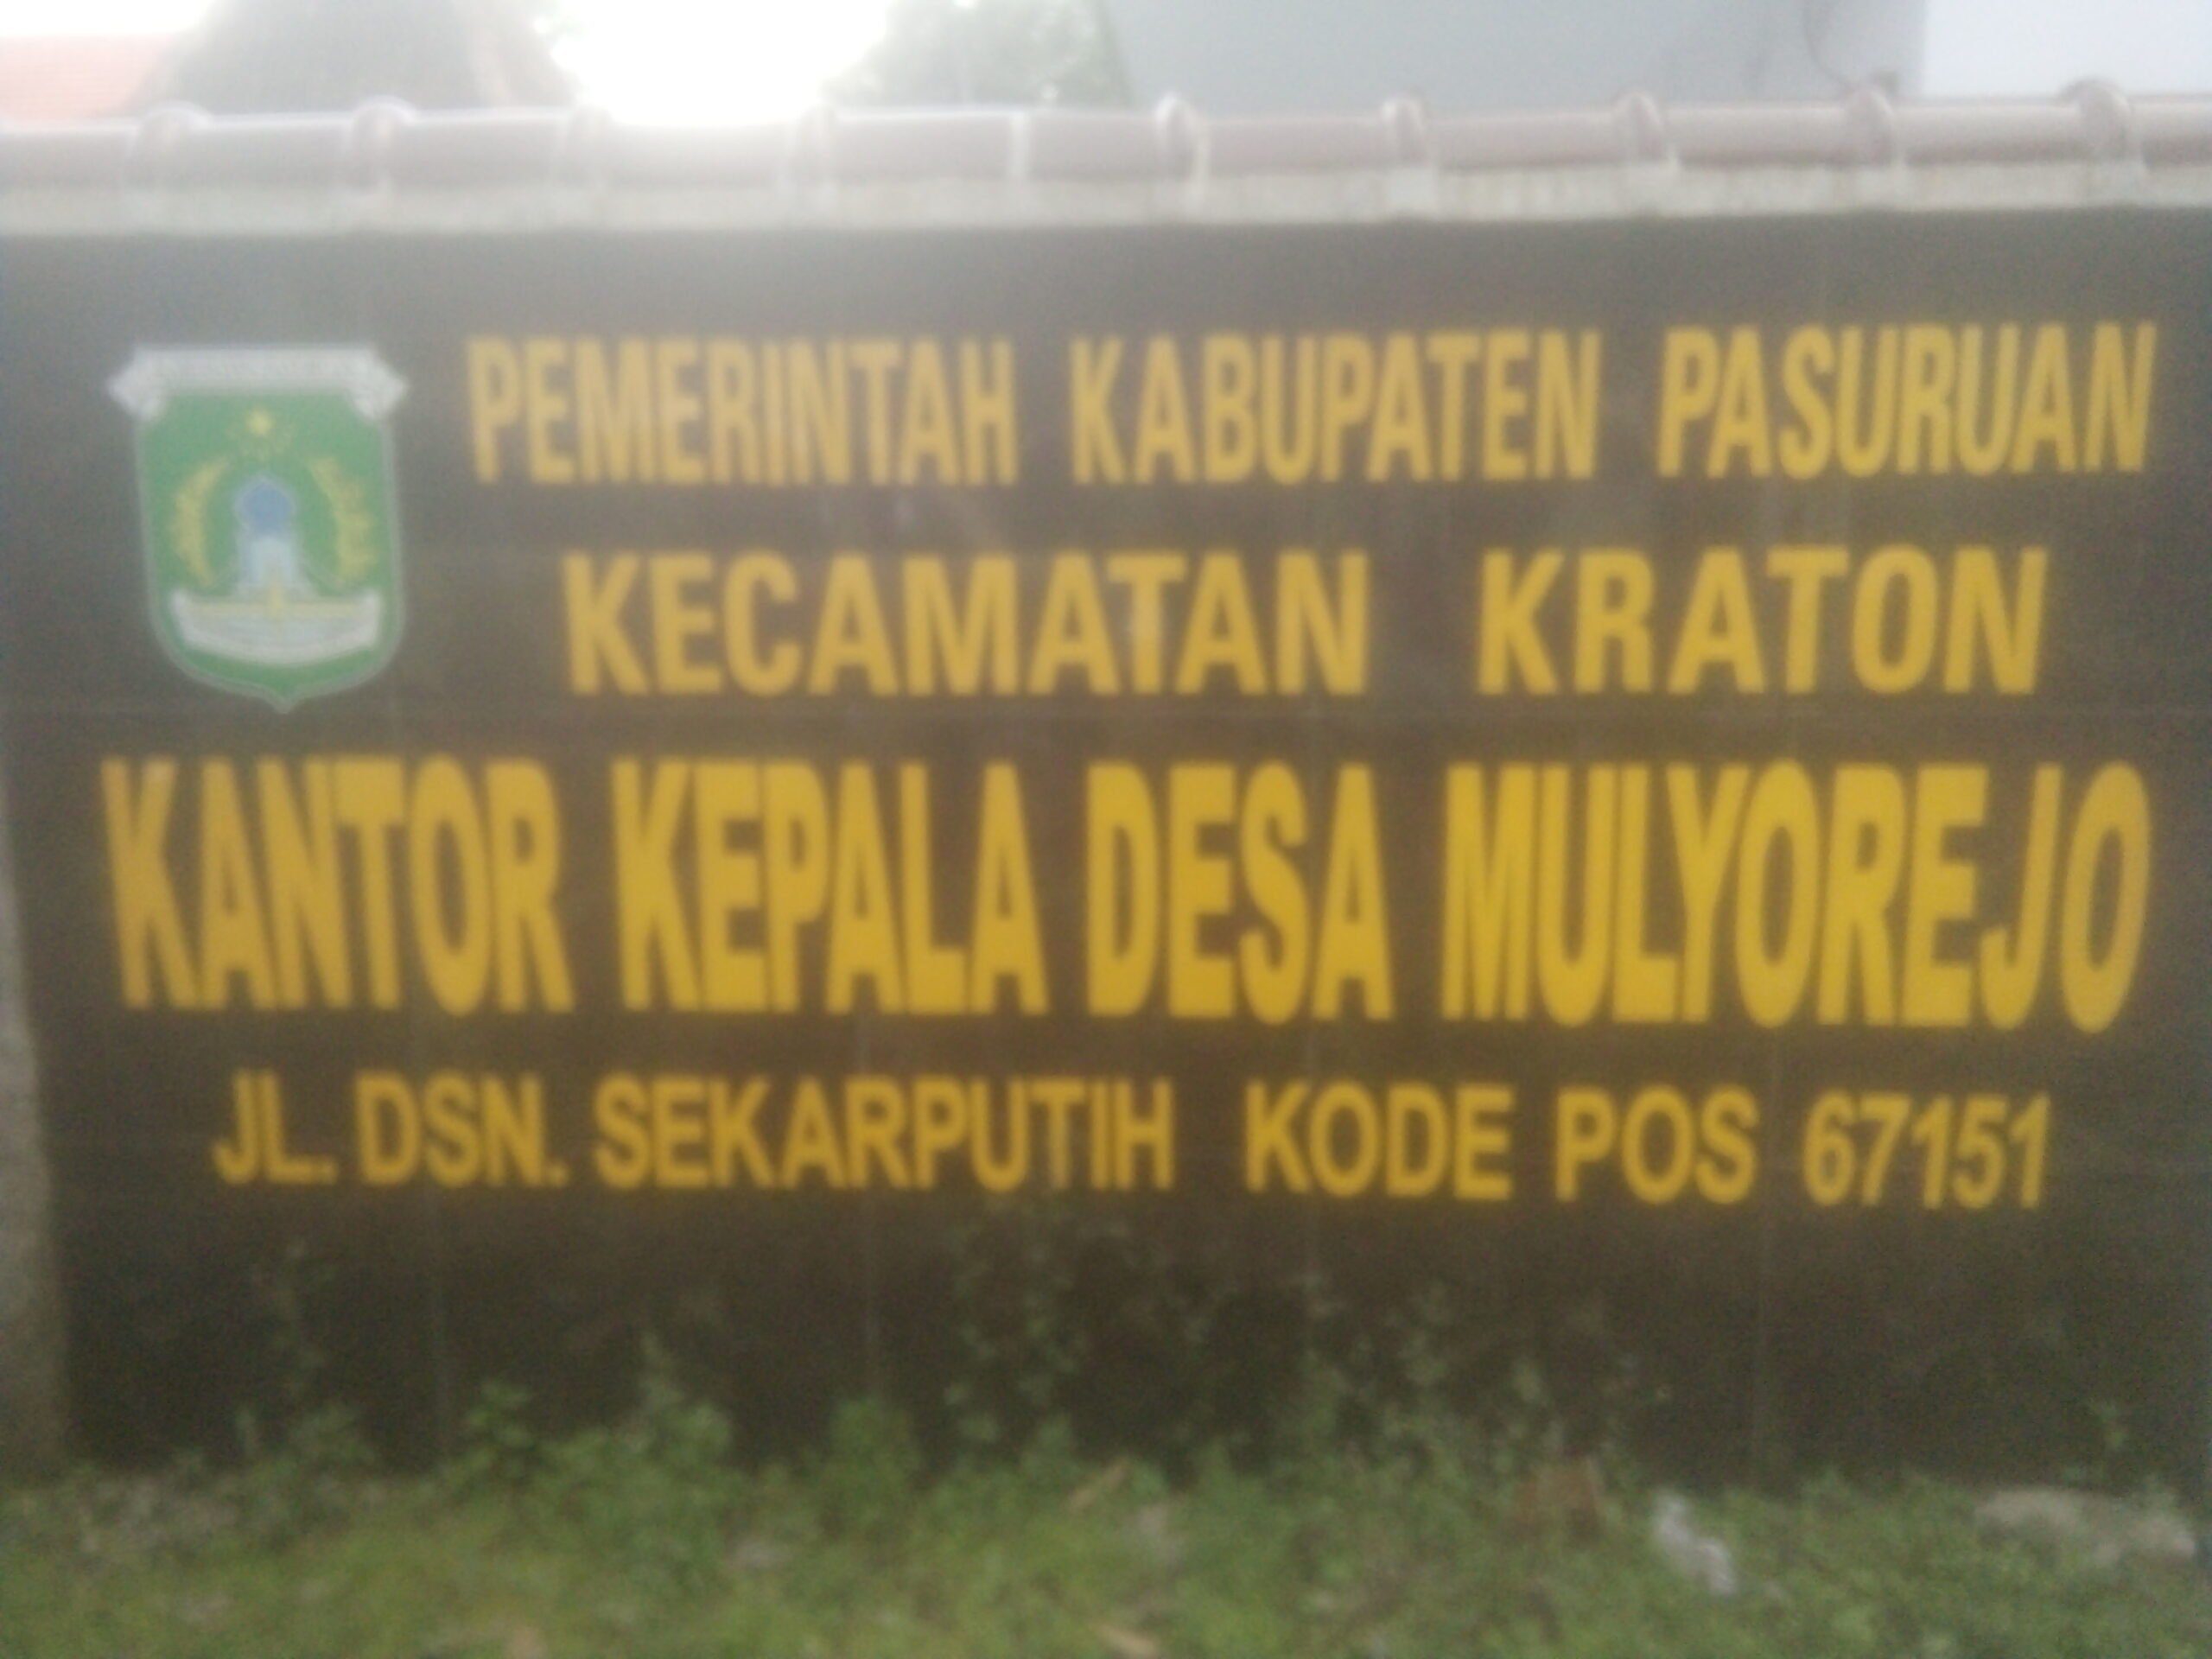 PEMERINTAH KABUPATEN PASURUAN
KECAMATAN KRATON
KANTOR KEPALA DESA MULYOREJO
JL. DSN. SEKARPUTIH KODE POS 67151